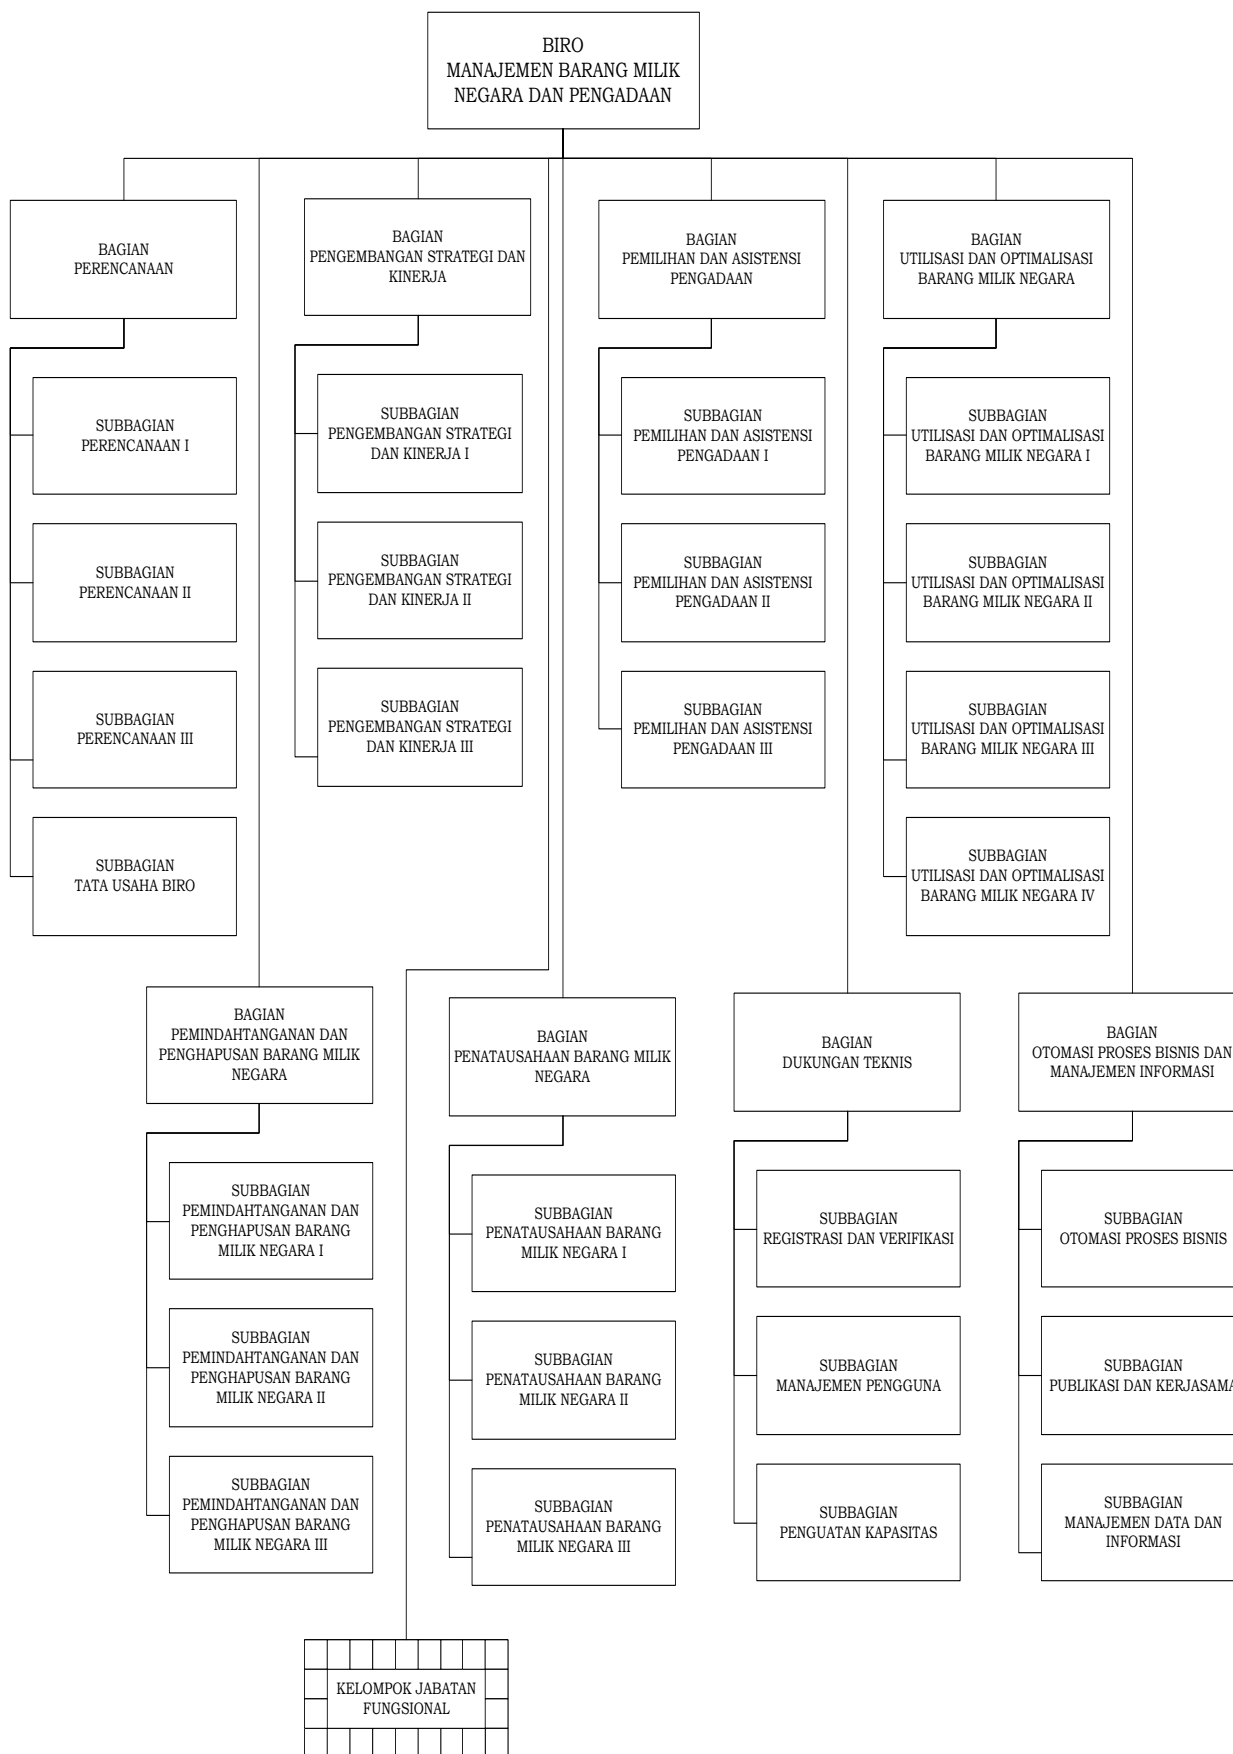 BIRO
MANAJEMEN BARANG MILIK
NEGARA DAN PENGADAAN
BAGIAN
PERENCANAAN
BAGIAN
PENGEMBANGAN STRATEGI DAN
KINERJA
BAGIAN
PEMILIHAN DAN ASISTENSI
PENGADAAN
BAGIAN
UTILISASI DAN OPTIMALISASI
BARANG MILIK NEGARA
SUBBAGIAN
PERENCANAAN I
SUBBAGIAN
PENGEMBANGAN STRATEGI
DAN KINERJA I
SUBBAGIAN
PEMILIHAN DAN ASISTENSI
PENGADAAN I
SUBBAGIAN
UTILISASI DAN OPTIMALISASI
BARANG MILIK NEGARA I
SUBBAGIAN
PERENCANAAN II
SUBBAGIAN
PENGEMBANGAN STRATEGI
DAN KINERJA II
SUBBAGIAN
PEMILIHAN DAN ASISTENSI
PENGADAAN II
SUBBAGIAN
UTILISASI DAN OPTIMALISASI
BARANG MILIK NEGARA II
SUBBAGIAN
PERENCANAAN III
SUBBAGIAN
PENGEMBANGAN STRATEGI
DAN KINERJA III
SUBBAGIAN
PEMILIHAN DAN ASISTENSI
PENGADAAN III
SUBBAGIAN
UTILISASI DAN OPTIMALISASI
BARANG MILIK NEGARA III
SUBBAGIAN
TATA USAHA BIRO
SUBBAGIAN
UTILISASI DAN OPTIMALISASI
BARANG MILIK NEGARA IV
BAGIAN
PEMINDAHTANGANAN DAN
PENGHAPUSAN BARANG MILIK
NEGARA
BAGIAN
PENATAUSAHAAN BARANG MILIK
NEGARA
BAGIAN
DUKUNGAN TEKNIS
BAGIAN
OTOMASI PROSES BISNIS DAN
MANAJEMEN INFORMASI
SUBBAGIAN
PEMINDAHTANGANAN DAN
PENGHAPUSAN BARANG
MILIK NEGARA I
SUBBAGIAN
PENATAUSAHAAN BARANG
MILIK NEGARA I
SUBBAGIAN
REGISTRASI DAN VERIFIKASI
SUBBAGIAN
OTOMASI PROSES BISNIS
SUBBAGIAN
PEMINDAHTANGANAN DAN
PENGHAPUSAN BARANG
MILIK NEGARA II
SUBBAGIAN
PENATAUSAHAAN BARANG
MILIK NEGARA II
SUBBAGIAN
MANAJEMEN PENGGUNA
SUBBAGIAN
PUBLIKASI DAN KERJASAMA
SUBBAGIAN
PEMINDAHTANGANAN DAN
PENGHAPUSAN BARANG
MILIK NEGARA III
SUBBAGIAN
PENATAUSAHAAN BARANG
MILIK NEGARA III
SUBBAGIAN
PENGUATAN KAPASITAS
SUBBAGIAN
MANAJEMEN DATA DAN
INFORMASI
KELOMPOK JABATAN
FUNGSIONAL